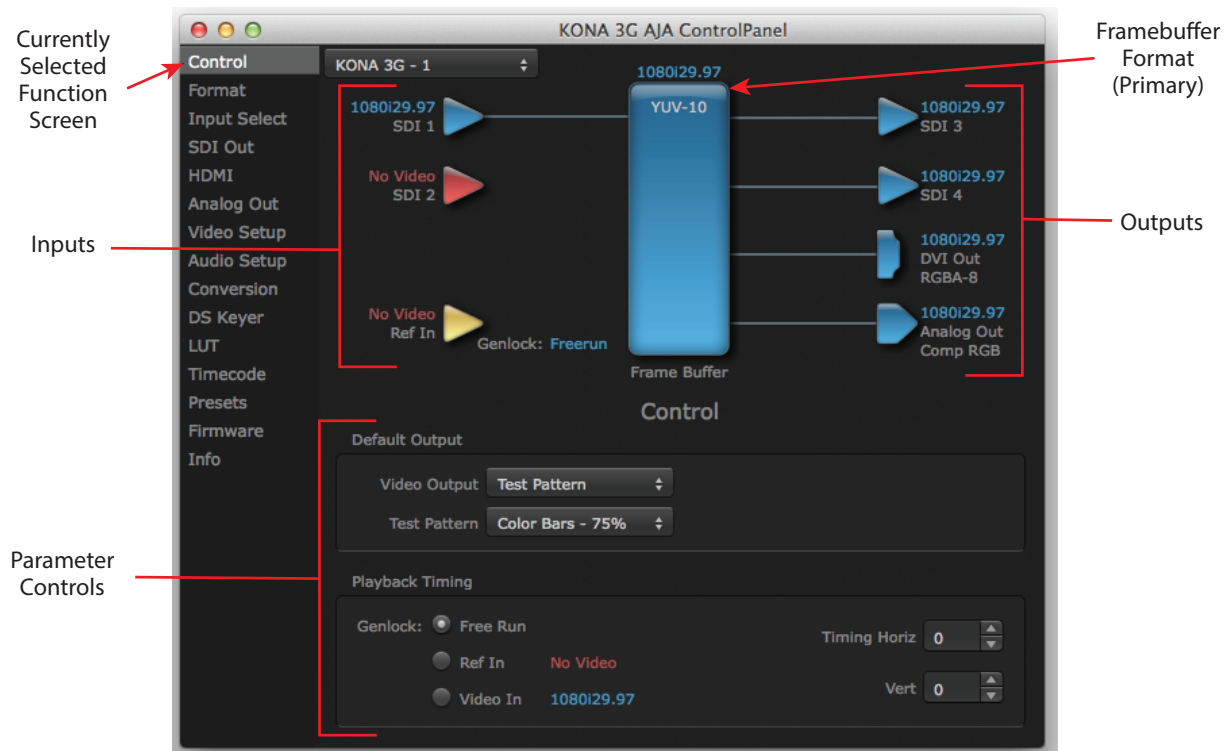 KONA 3G AJA ControlPanel
Currently
Selected
Function
Screen
Framebuffer
Format
(Primary)
Control
Format
Input Select
SDI Out
HDMI
Analog Out
Video Setup
Audio Setup
Conversion
DS Keyer
LUT
Timecode
Presets
Firmware
Info
KONA 3G - 1
1080i29.97
YUV-10
1080i29.97
SDI 1
No Video
SDI 2
No Video
Ref In
Genlock: Freerun
Frame Buffer
1080i29.97
SDI 3
1080i29.97
SDI 4
1080i29.97
DVI Out
RGBA-8
1080i29.97
Analog Out
Comp RGB
Inputs
Outputs
Control
Default Output
Video Output Test Pattern
Test Pattern Color Bars - 75%
Parameter
Controls
Playback Timing
Genlock: Free Run
Ref In No Video
Video In 1080i29.97
Timing Horiz 0
Vert 0